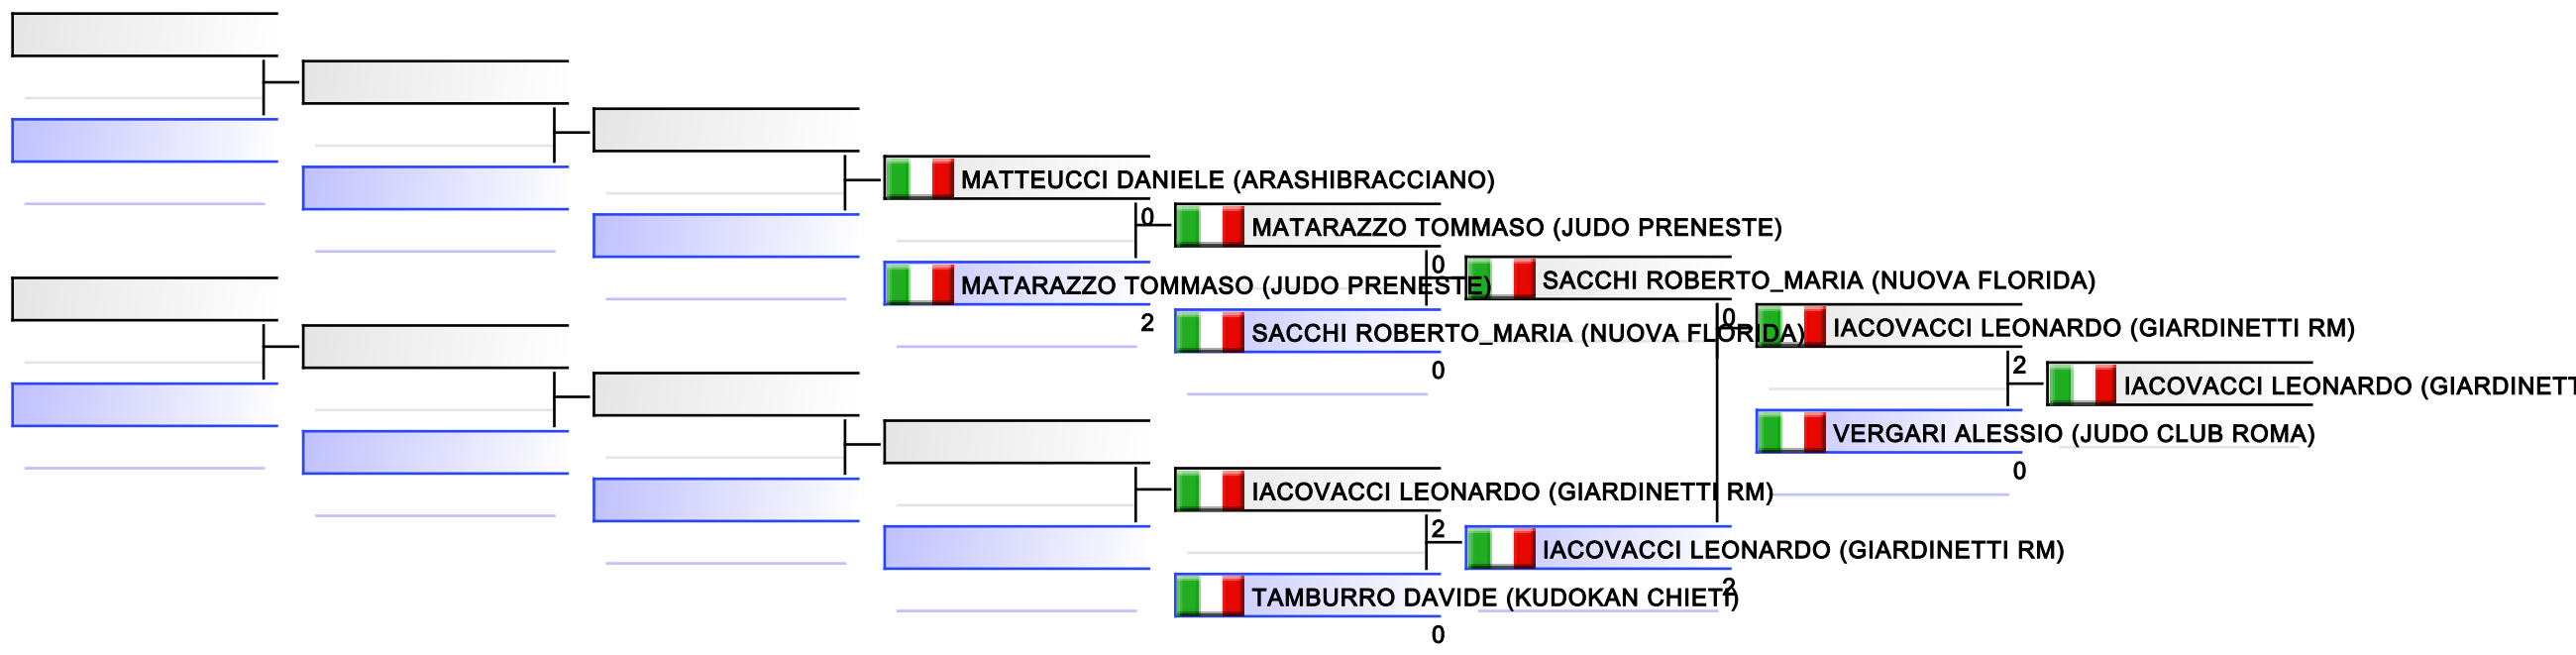 MATTEUCCI DANIELE (ARASHIBRACCIANO)
0
MATARAZZO TOMMASO (JUDO PRENESTE)
0
SACCHI ROBERTO_MARIA (NUOVA FLORIDA)
MATARAZZO TOMMASO (JUDO PRENESTE)
2
SACCHI ROBERTO_MARIA (NUOVA FLORIDA)
0
0
IACOVACCI LEONARDO (GIARDINETTI RM)
2
IACOVACCI LEONARDO (GIARDINETT
VERGARI ALESSIO (JUDO CLUB ROMA)
0
IACOVACCI LEONARDO (GIARDINETTI RM)
2
IACOVACCI LEONARDO (GIARDINETTI RM)
2
TAMBURRO DAVIDE (KUDOKAN CHIETI)
0